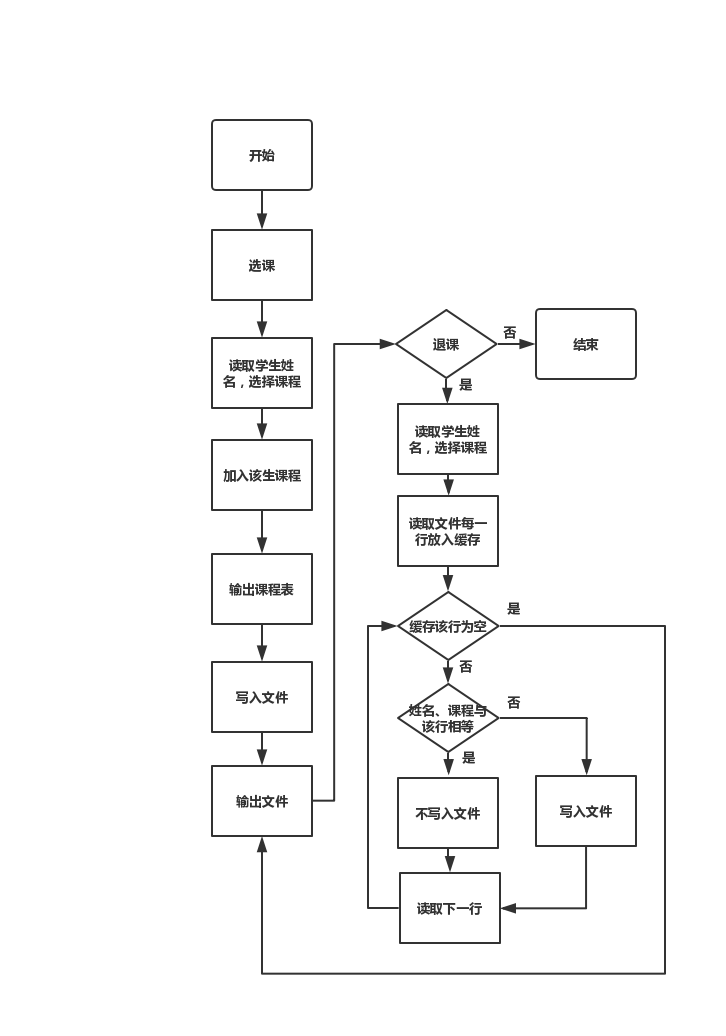 开始
选课
读取学生姓
名，选择课程
加入该生课程
输出课程表
写入文件
输出文件
退课
否
结束
是
读取学生姓
名，选择课程
读取文件每一
行放入缓存
缓存该行为空
是
否
姓名、课程与
该行相等
否
是
不写入文件
写入文件
读取下一行